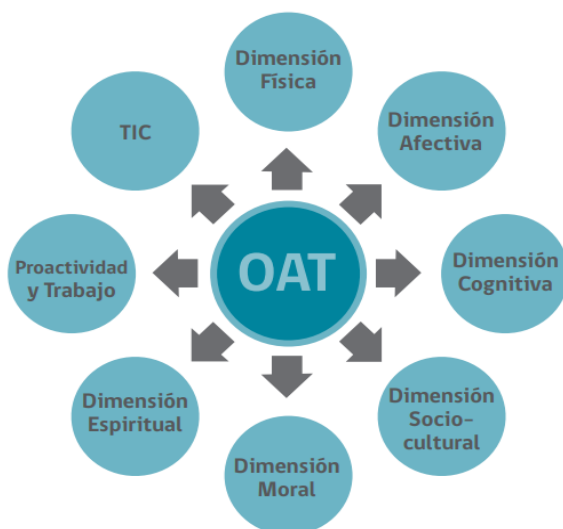 Dimensión
Física
Dimensión
Afectiva
Dimensión
Cognitiva
Dimensión
Socio-
cultural
Dimensión
Moral
Dimensión
Espiritual
Proactividad
y Trabajo
TIC
OAT